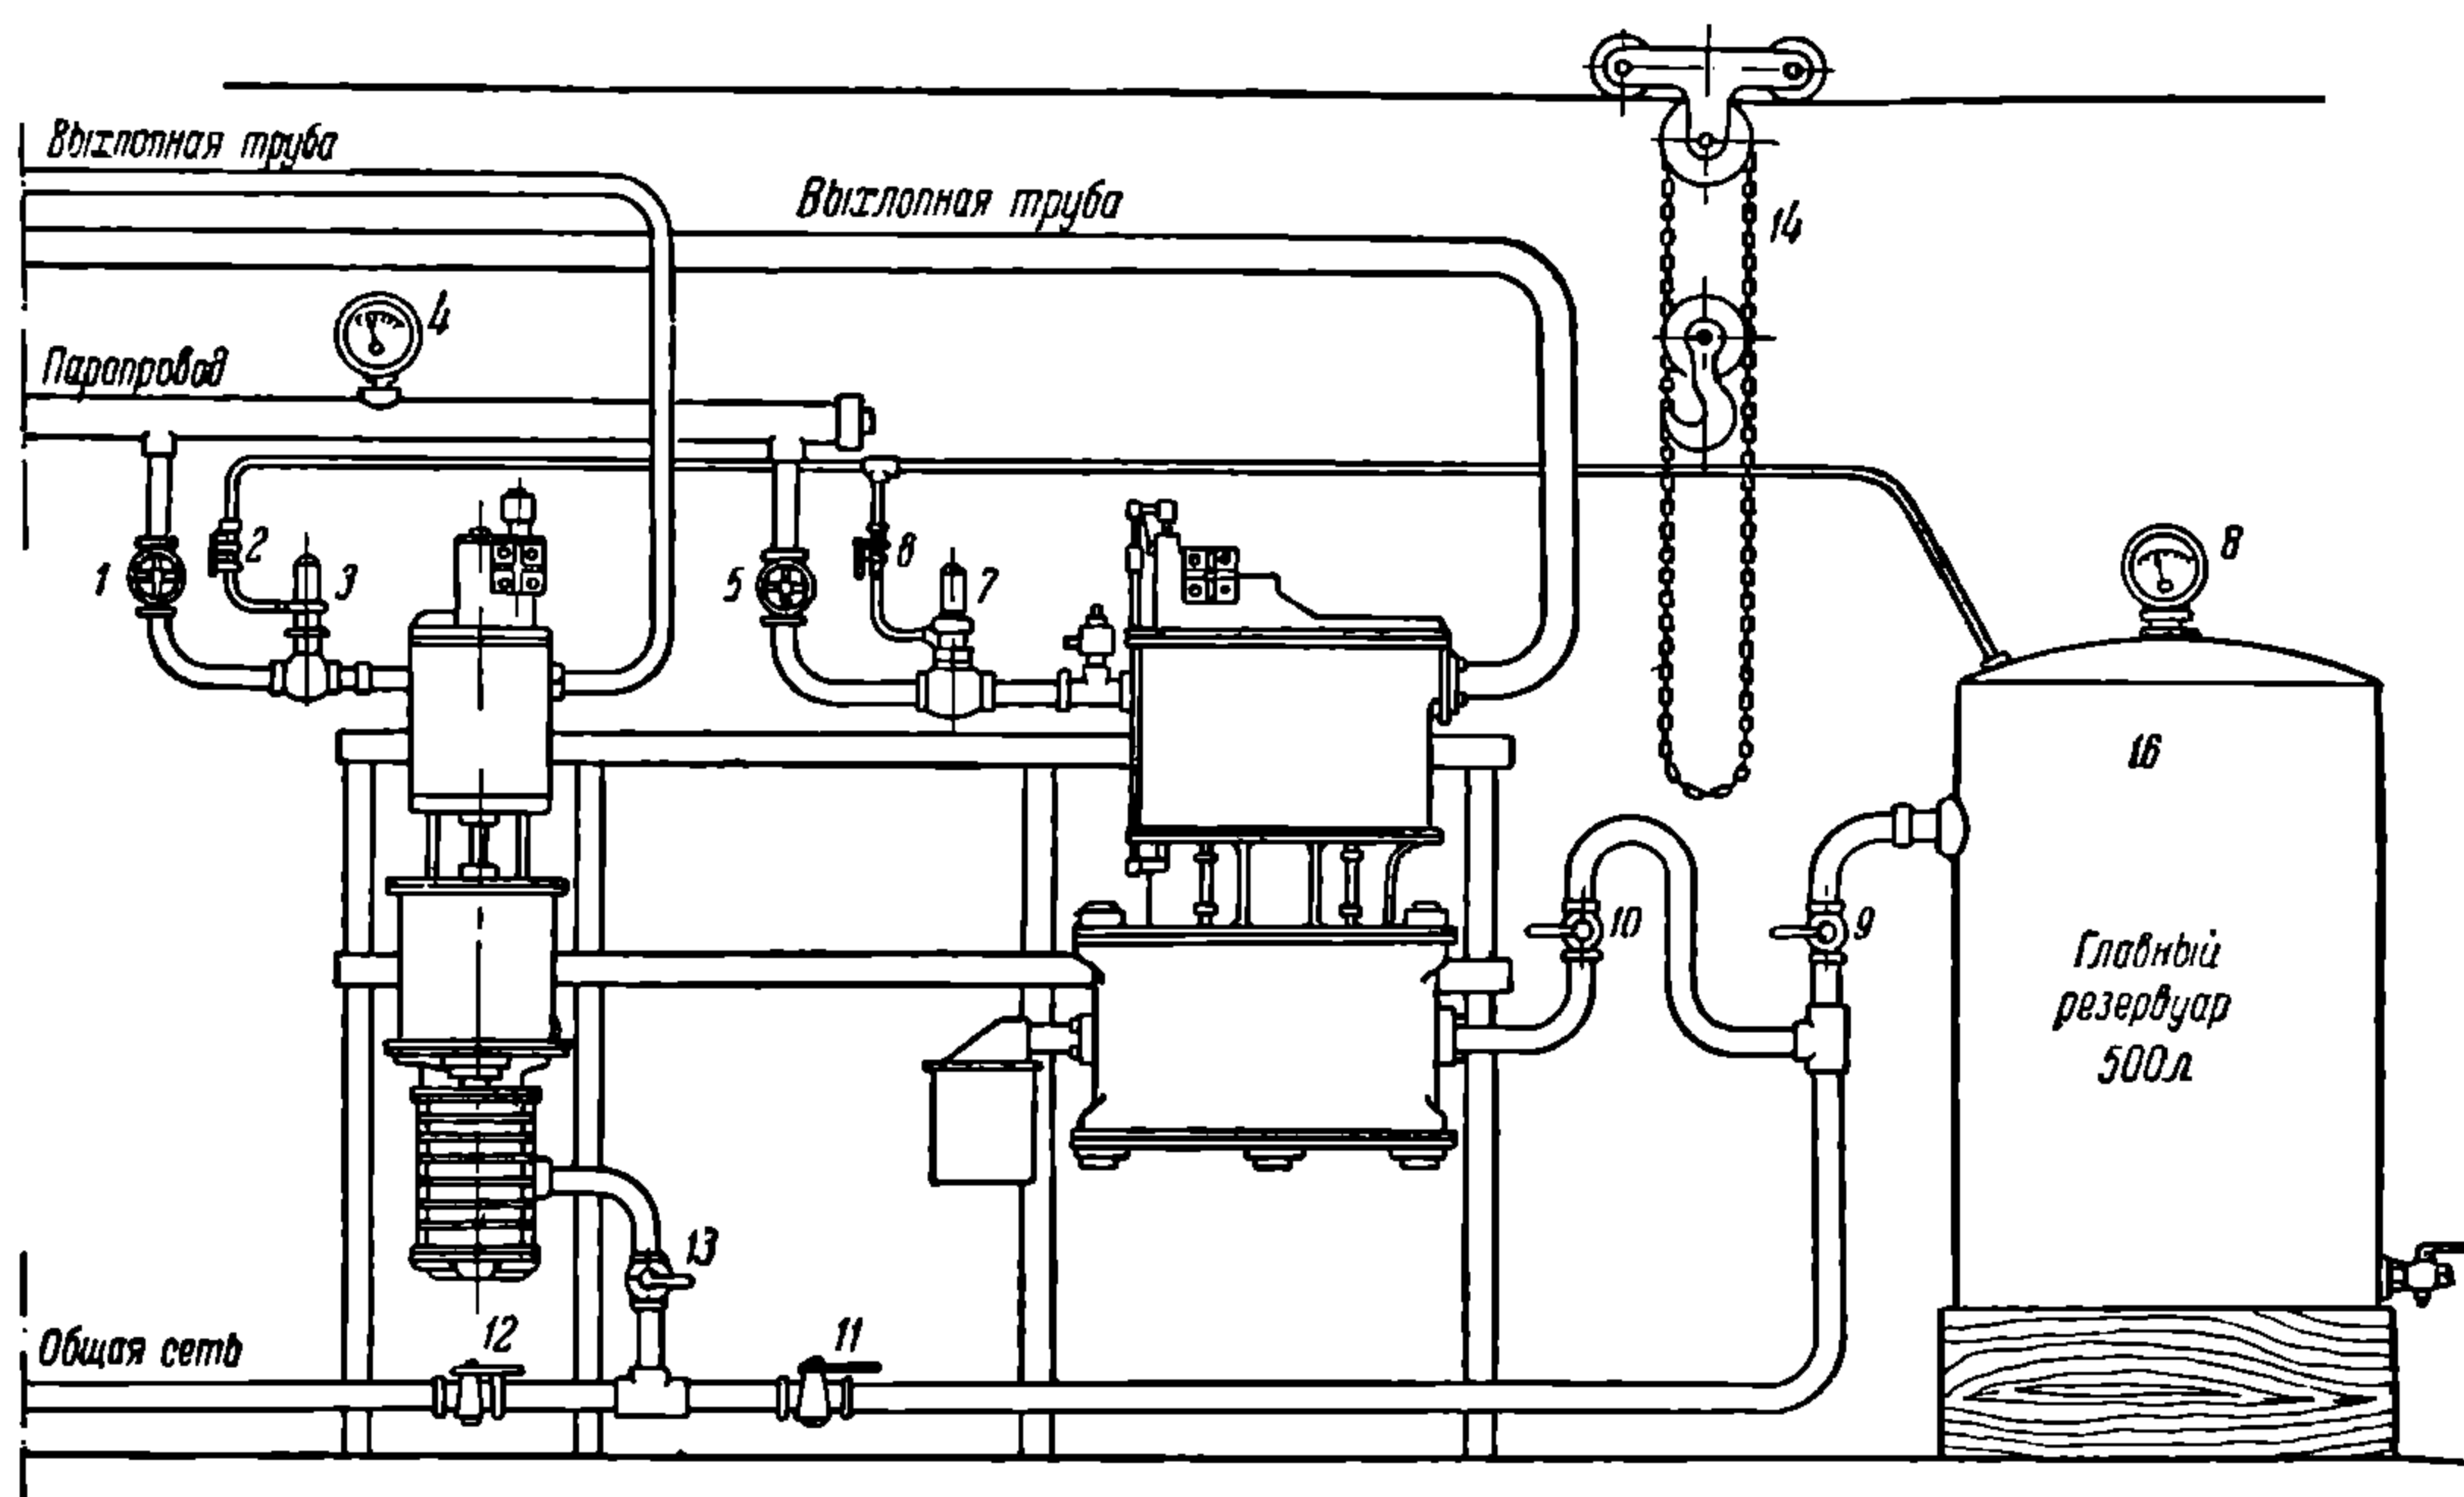 Выхлопная труба
Выхлопная труба
14
4
Паропровод
1
2
3
5
6
7
8
16
10
9
Главный
резервуар
500л
13
12
11
Общая сеть